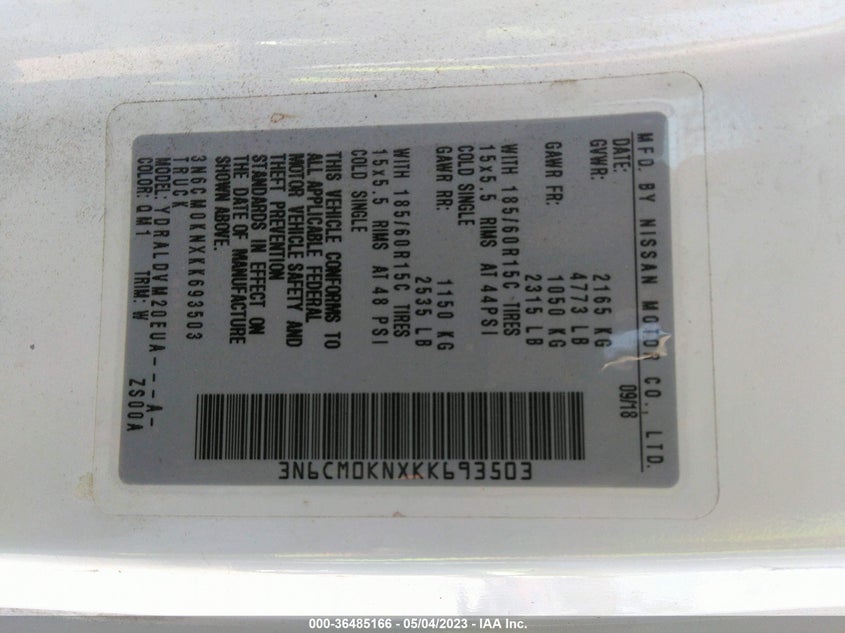 MFD. BY NISSAN MOTOR CO., LTD.
DATE: 09/18
GVWR: 2165 KG
4773 LB
GAWR FR: 1050 KG
2315 LB
WITH 185/60R15C TIRES
15x5.5 RIMS AT 44PSI
COLD SINGLE
GAWR RR: 1150 KG
2535 LB
WITH 185/60R15C TIRES
15x5.5 RIMS AT 48 PSI
COLD SINGLE
THIS VEHICLE CONFORMS TO
ALL APPLICABLE FEDERAL
MOTOR VEHICLE SAFETY AND
THEFT PREVENTION
STANDARDS IN EFFECT ON
THE DATE OF MANUFACTURE
SHOWN ABOVE.
3N6CM0KNXKK693503
TRUCK
MODEL: YDRALDVM20EUA----A-
COLOR: QM1 TRIM: W ZS00A
3N6CM0KNXKK693503
000-36485166 - 05/04/2023 - IAA Inc.